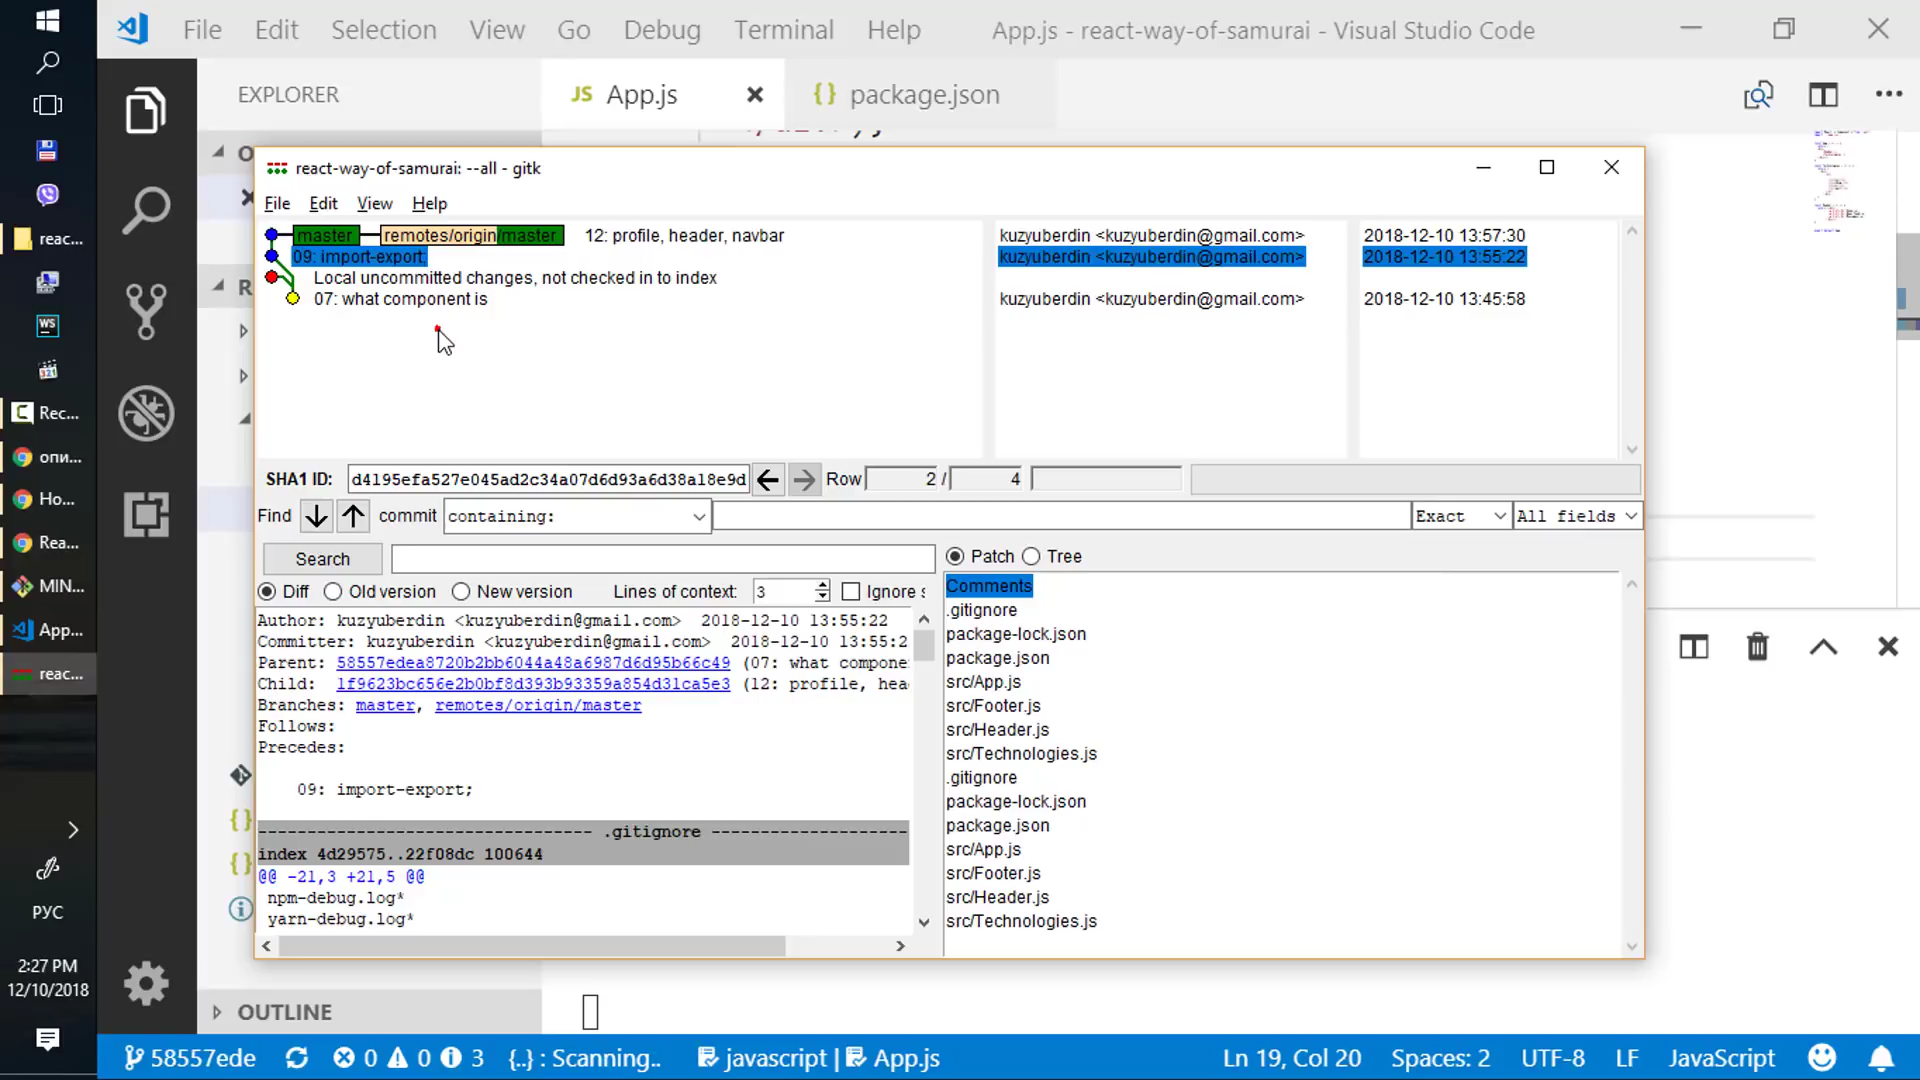 File Edit Selection View Go Debug Terminal Help App.js - react-way-of-samurai - Visual Studio Code
EXPLORER JS App.js {} package.json
react-way-of-samurai: --all - gitk
File Edit View Help
master remotes/origin/master 12: profile, header, navbar kuzyuberdin <kuzyuberdin@gmail.com> 2018-12-10 13:57:30
09: import-export; kuzyuberdin <kuzyuberdin@gmail.com> 2018-12-10 13:55:22
Local uncommitted changes, not checked in to index
07: what component is kuzyuberdin <kuzyuberdin@gmail.com> 2018-12-10 13:45:58
SHA1 ID: d4195efa527e045ad2c34a07d6d93a6d38a18e9d Row 2 / 4
Find commit containing: Exact All fields
Search Patch Tree
Diff Old version New version Lines of context: 3 Ignore s
Author: kuzyuberdin <kuzyuberdin@gmail.com> 2018-12-10 13:55:22
Committer: kuzyuberdin <kuzyuberdin@gmail.com> 2018-12-10 13:55:2
Parent: 58557edea8720b2bb6044a48a6987d6d95b66c49 (07: what compone
Child: 1f9623bc656e2b0bf8d393b93359a854d31ca5e3 (12: profile, hea
Branches: master, remotes/origin/master
Follows:
Precedes:
09: import-export;
---------------------------------- .gitignore --------------------
index 4d29575..22f08dc 100644
@@ -21,3 +21,5 @@
npm-debug.log*
yarn-debug.log*
Comments
.gitignore
package-lock.json
package.json
src/App.js
src/Footer.js
src/Header.js
src/Technologies.js
.gitignore
package-lock.json
package.json
src/App.js
src/Footer.js
src/Header.js
src/Technologies.js
O
R
reac...
WS
321
Rec...
опи...
Но...
Rea...
MIN...
App...
reac...
РУС
2:27 PM
12/10/2018
OUTLINE
58557ede 0 0 3 {..} : Scanning.. javascript | App.js Ln 19, Col 20 Spaces: 2 UTF-8 LF JavaScript